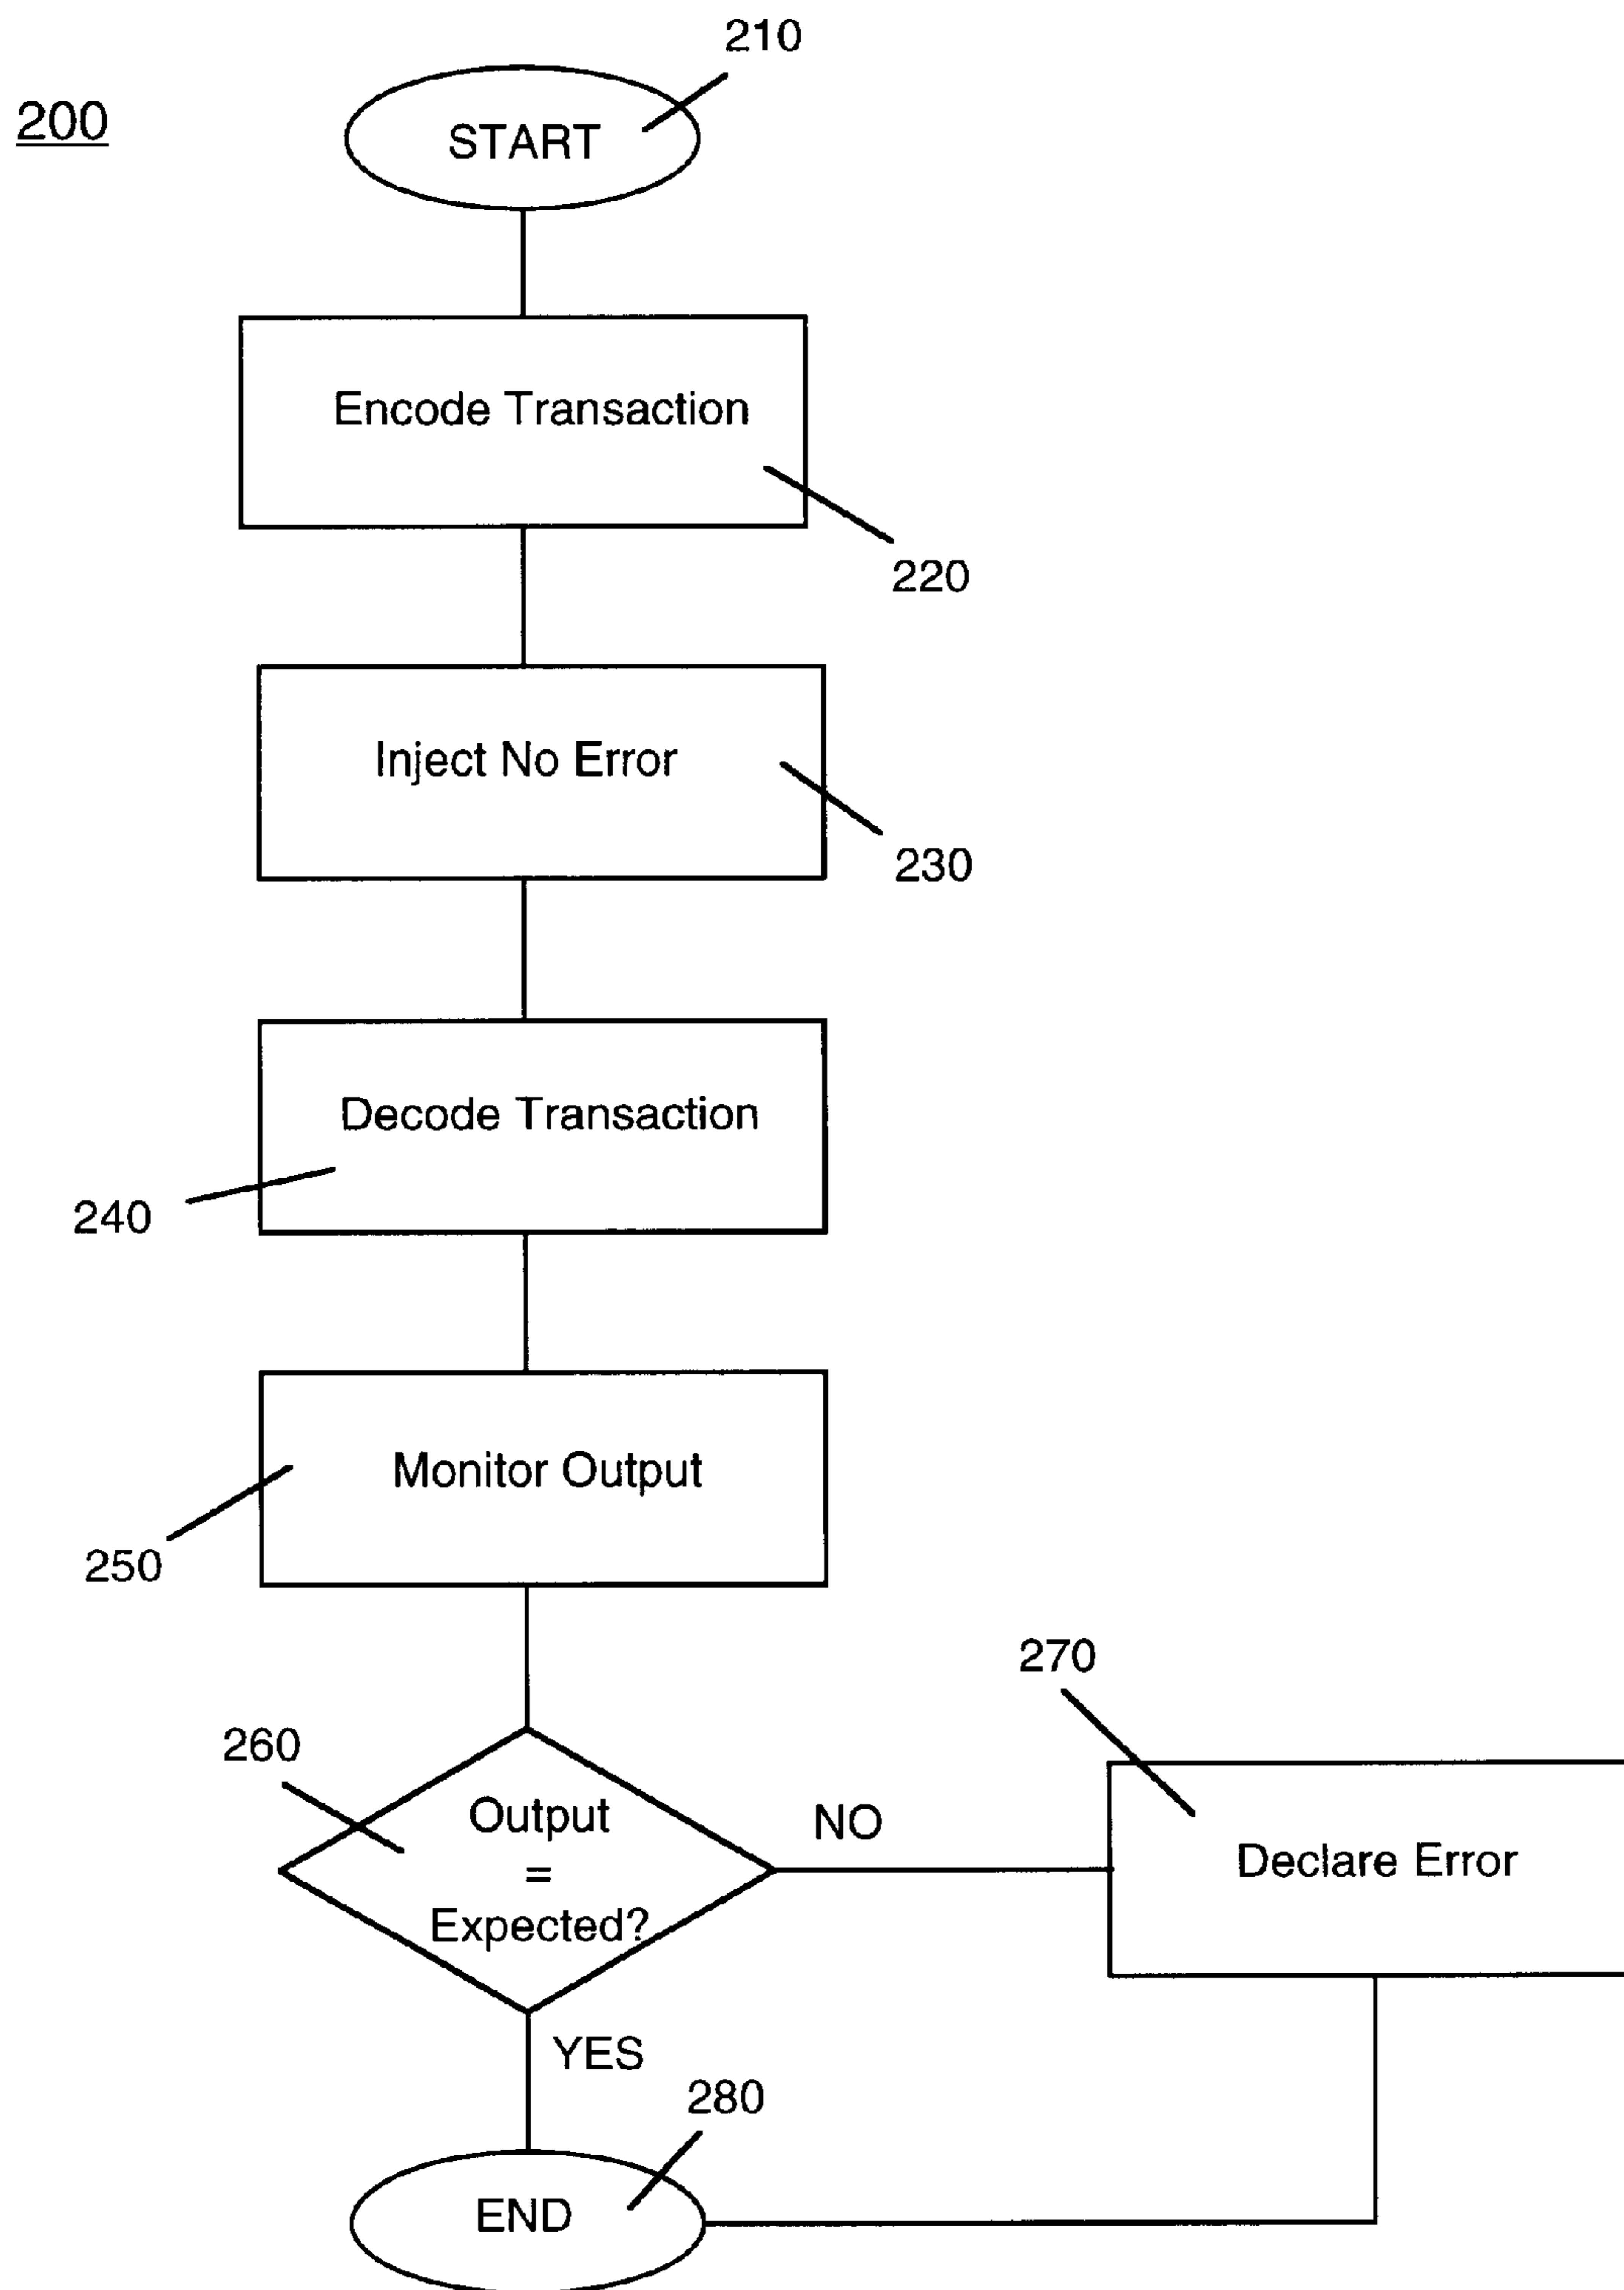 210
200
START
Encode Transaction
220
Inject No Error
230
Decode Transaction
240
Monitor Output
250
270
260
Output
=
Expected?
NO
Declare Error
YES
280
END